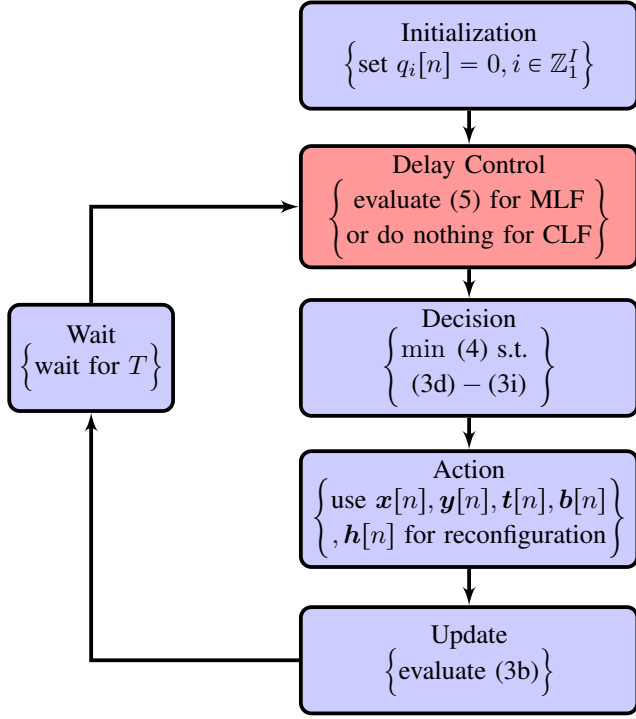 Initialization
{set q_i[n] = 0, i ∈ ℤ_1^I}
Delay Control
{evaluate (5) for MLF
or do nothing for CLF}
Wait
{wait for T}
Decision
{min (4) s.t.
(3d) − (3i)}
Action
{use x[n], y[n], t[n], b[n]
, h[n] for reconfiguration}
Update
{evaluate (3b)}